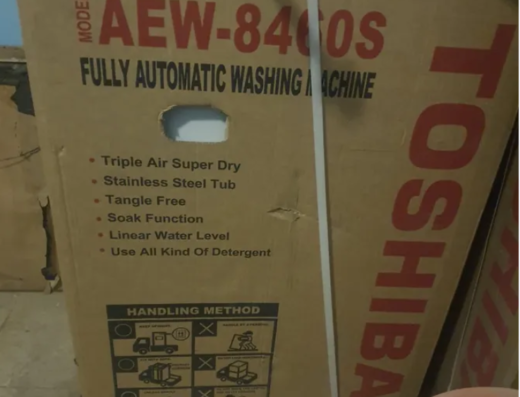 MODEL
AEW-8460S
FULLY AUTOMATIC WASHING MACHINE
TOSHIBA
• Triple Air Super Dry
• Stainless Steel Tub
• Tangle Free
• Soak Function
• Linear Water Level
• Use All Kind Of Detergent
HANDLING METHOD